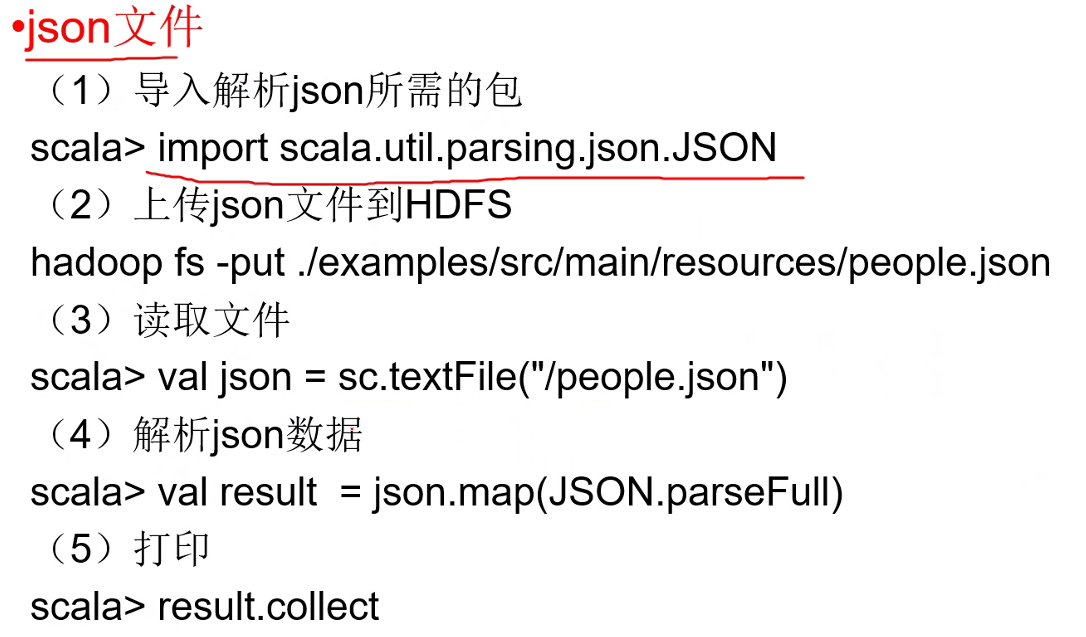 •json文件
（1）导入解析json所需的包
scala> import scala.util.parsing.json.JSON
（2）上传json文件到HDFS
hadoop fs -put ./examples/src/main/resources/people.json
（3）读取文件
scala> val json = sc.textFile("/people.json")
（4）解析json数据
scala> val result  = json.map(JSON.parseFull)
（5）打印
scala> result.collect